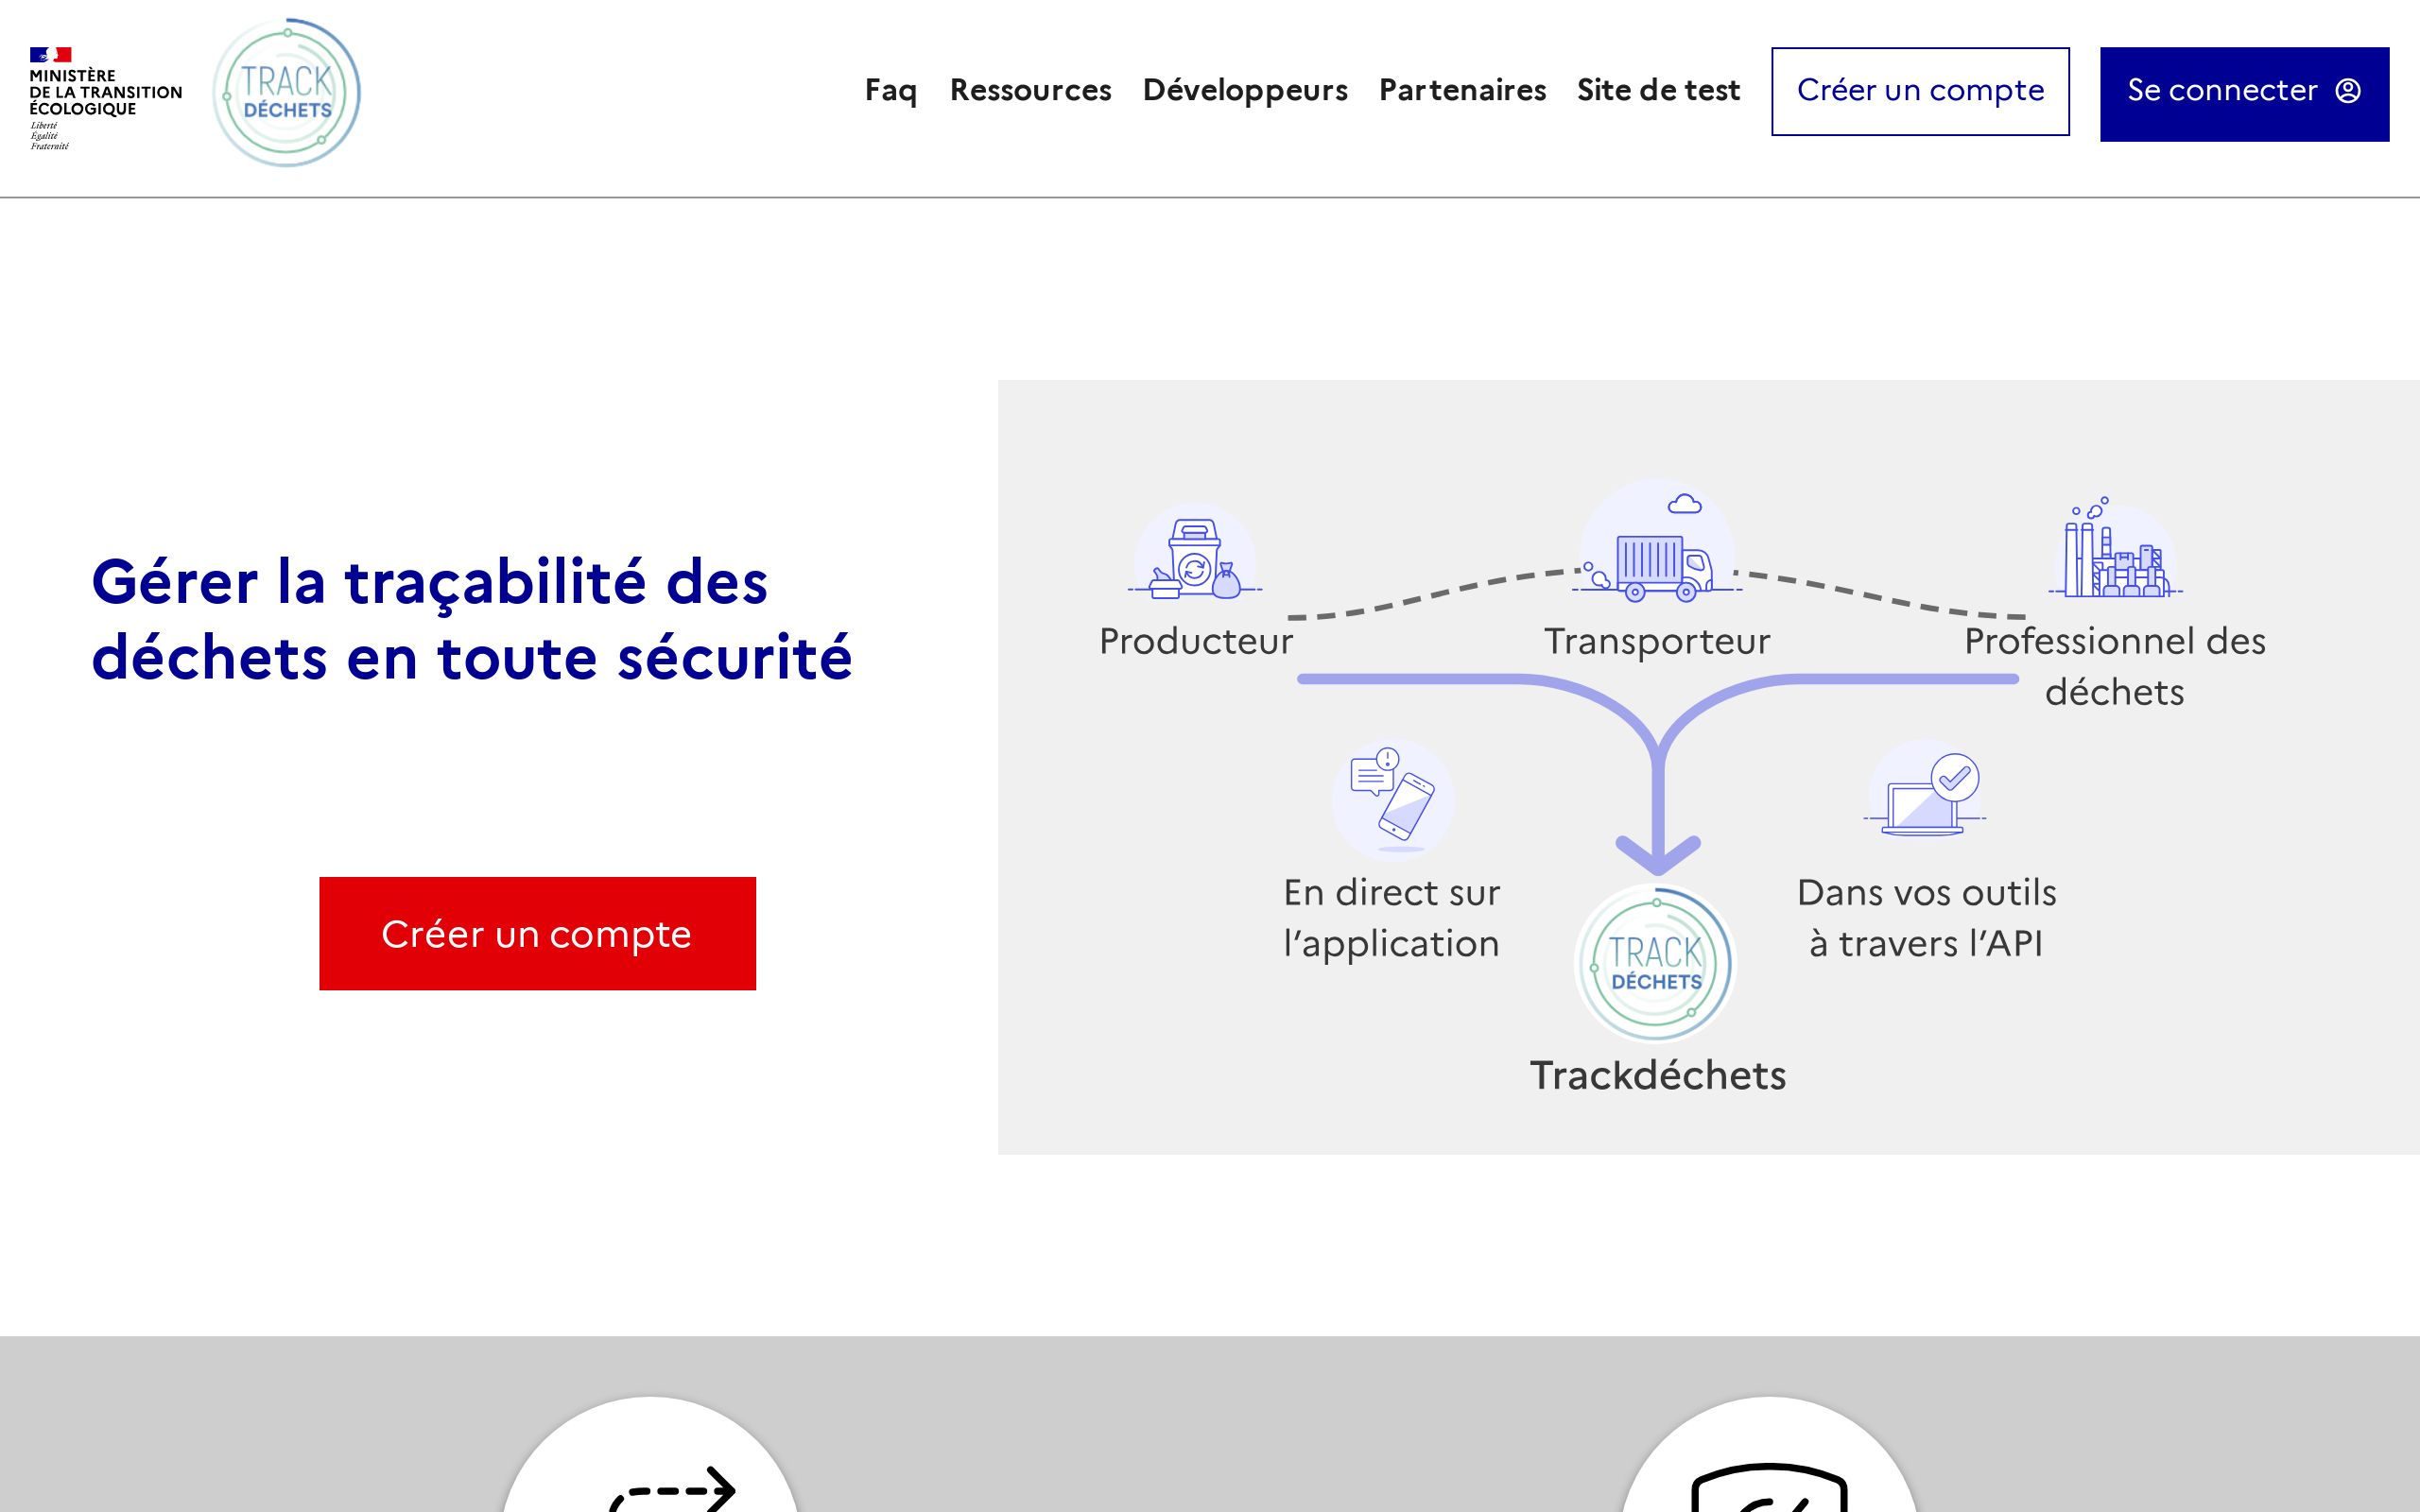 MINISTÈRE
DE LA TRANSITION
ÉCOLOGIQUE
Liberté
Égalité
Fraternité
TRACK
DÉCHETS
Faq
Ressources
Développeurs
Partenaires
Site de test
Créer un compte
Se connecter
Gérer la traçabilité des
déchets en toute sécurité
Créer un compte
Producteur
Transporteur
Professionnel des
déchets
En direct sur
l’application
Dans vos outils
à travers l’API
TRACK
DÉCHETS
Trackdéchets